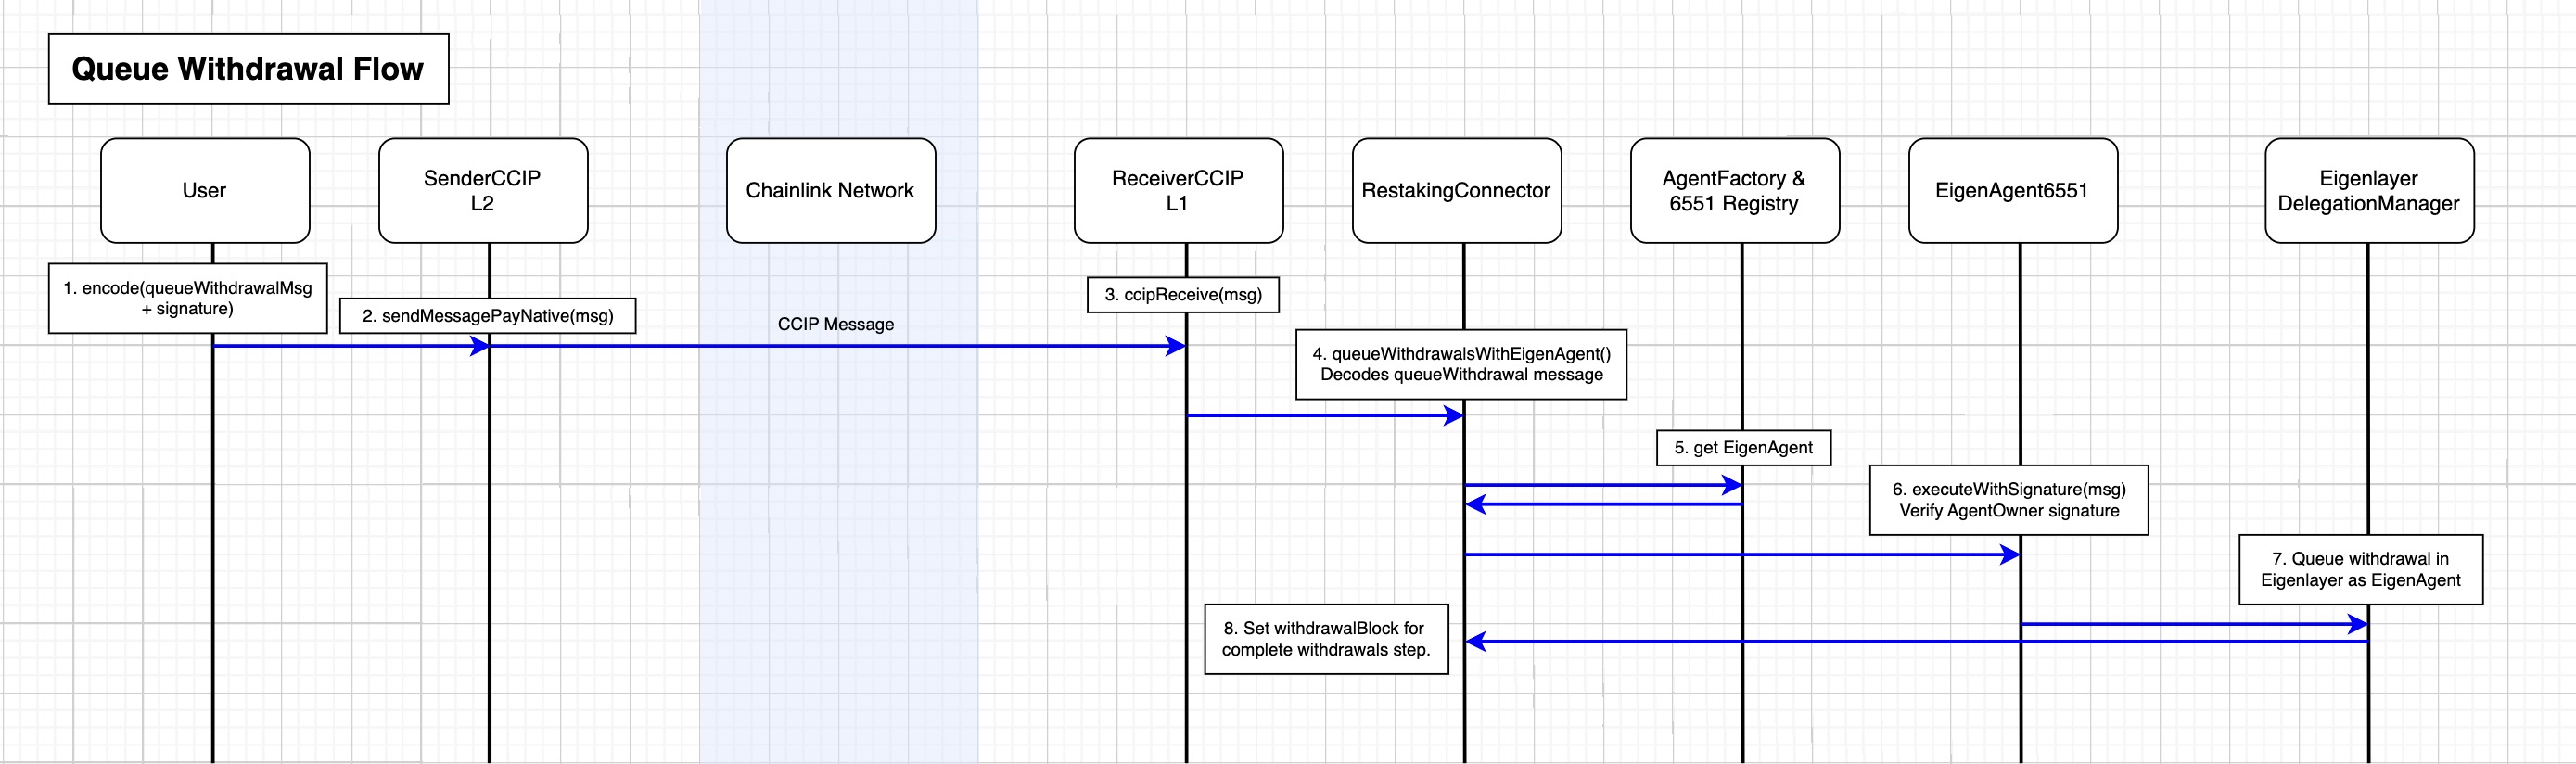 Queue Withdrawal Flow
User
SenderCCIP
L2
Chainlink Network
ReceiverCCIP
L1
RestakingConnector
AgentFactory &
6551 Registry
EigenAgent6551
Eigenlayer
DelegationManager
1. encode(queueWithdrawalMsg
+ signature)
2. sendMessagePayNative(msg)
CCIP Message
3. ccipReceive(msg)
4. queueWithdrawalsWithEigenAgent()
Decodes queueWithdrawal message
5. get EigenAgent
6. executeWithSignature(msg)
Verify AgentOwner signature
7. Queue withdrawal in
Eigenlayer as EigenAgent
8. Set withdrawalBlock for
complete withdrawals step.